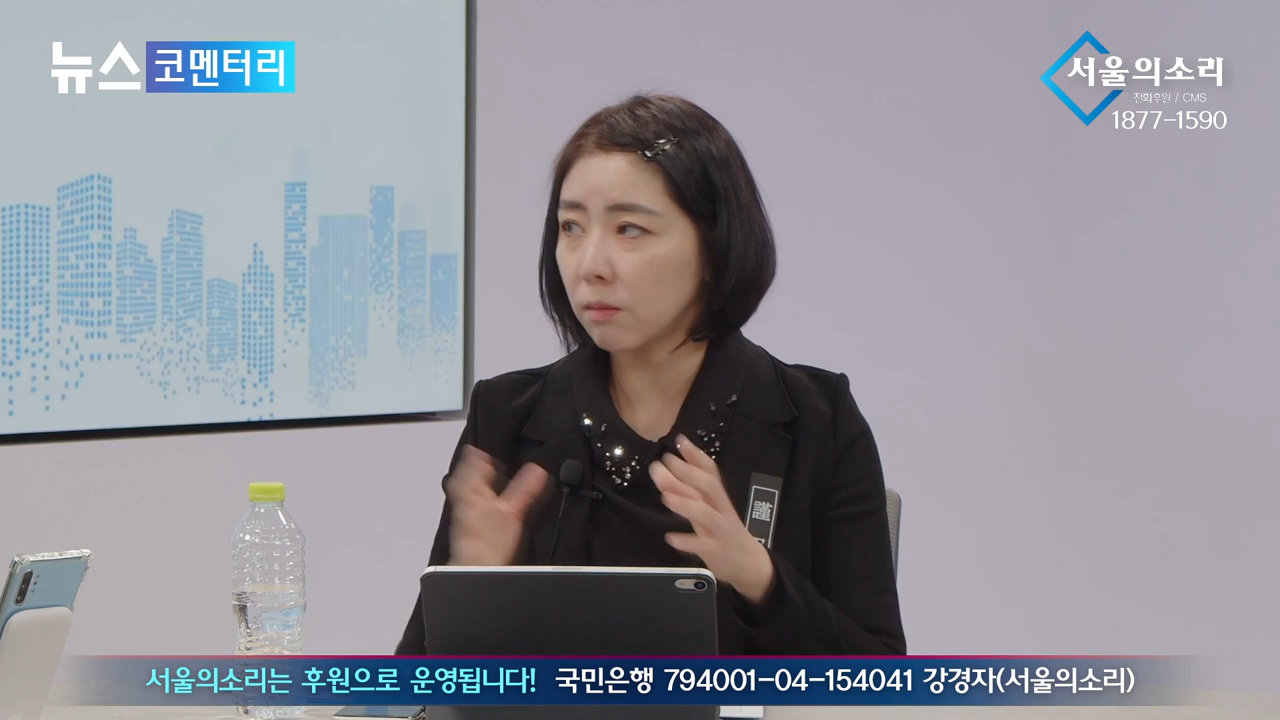 뉴스 코멘터리
서울의소리
전화후원 / CMS
1877-1590
謹
서울의소리는 후원으로 운영됩니다! 국민은행 794001-04-154041 강경자(서울의소리)